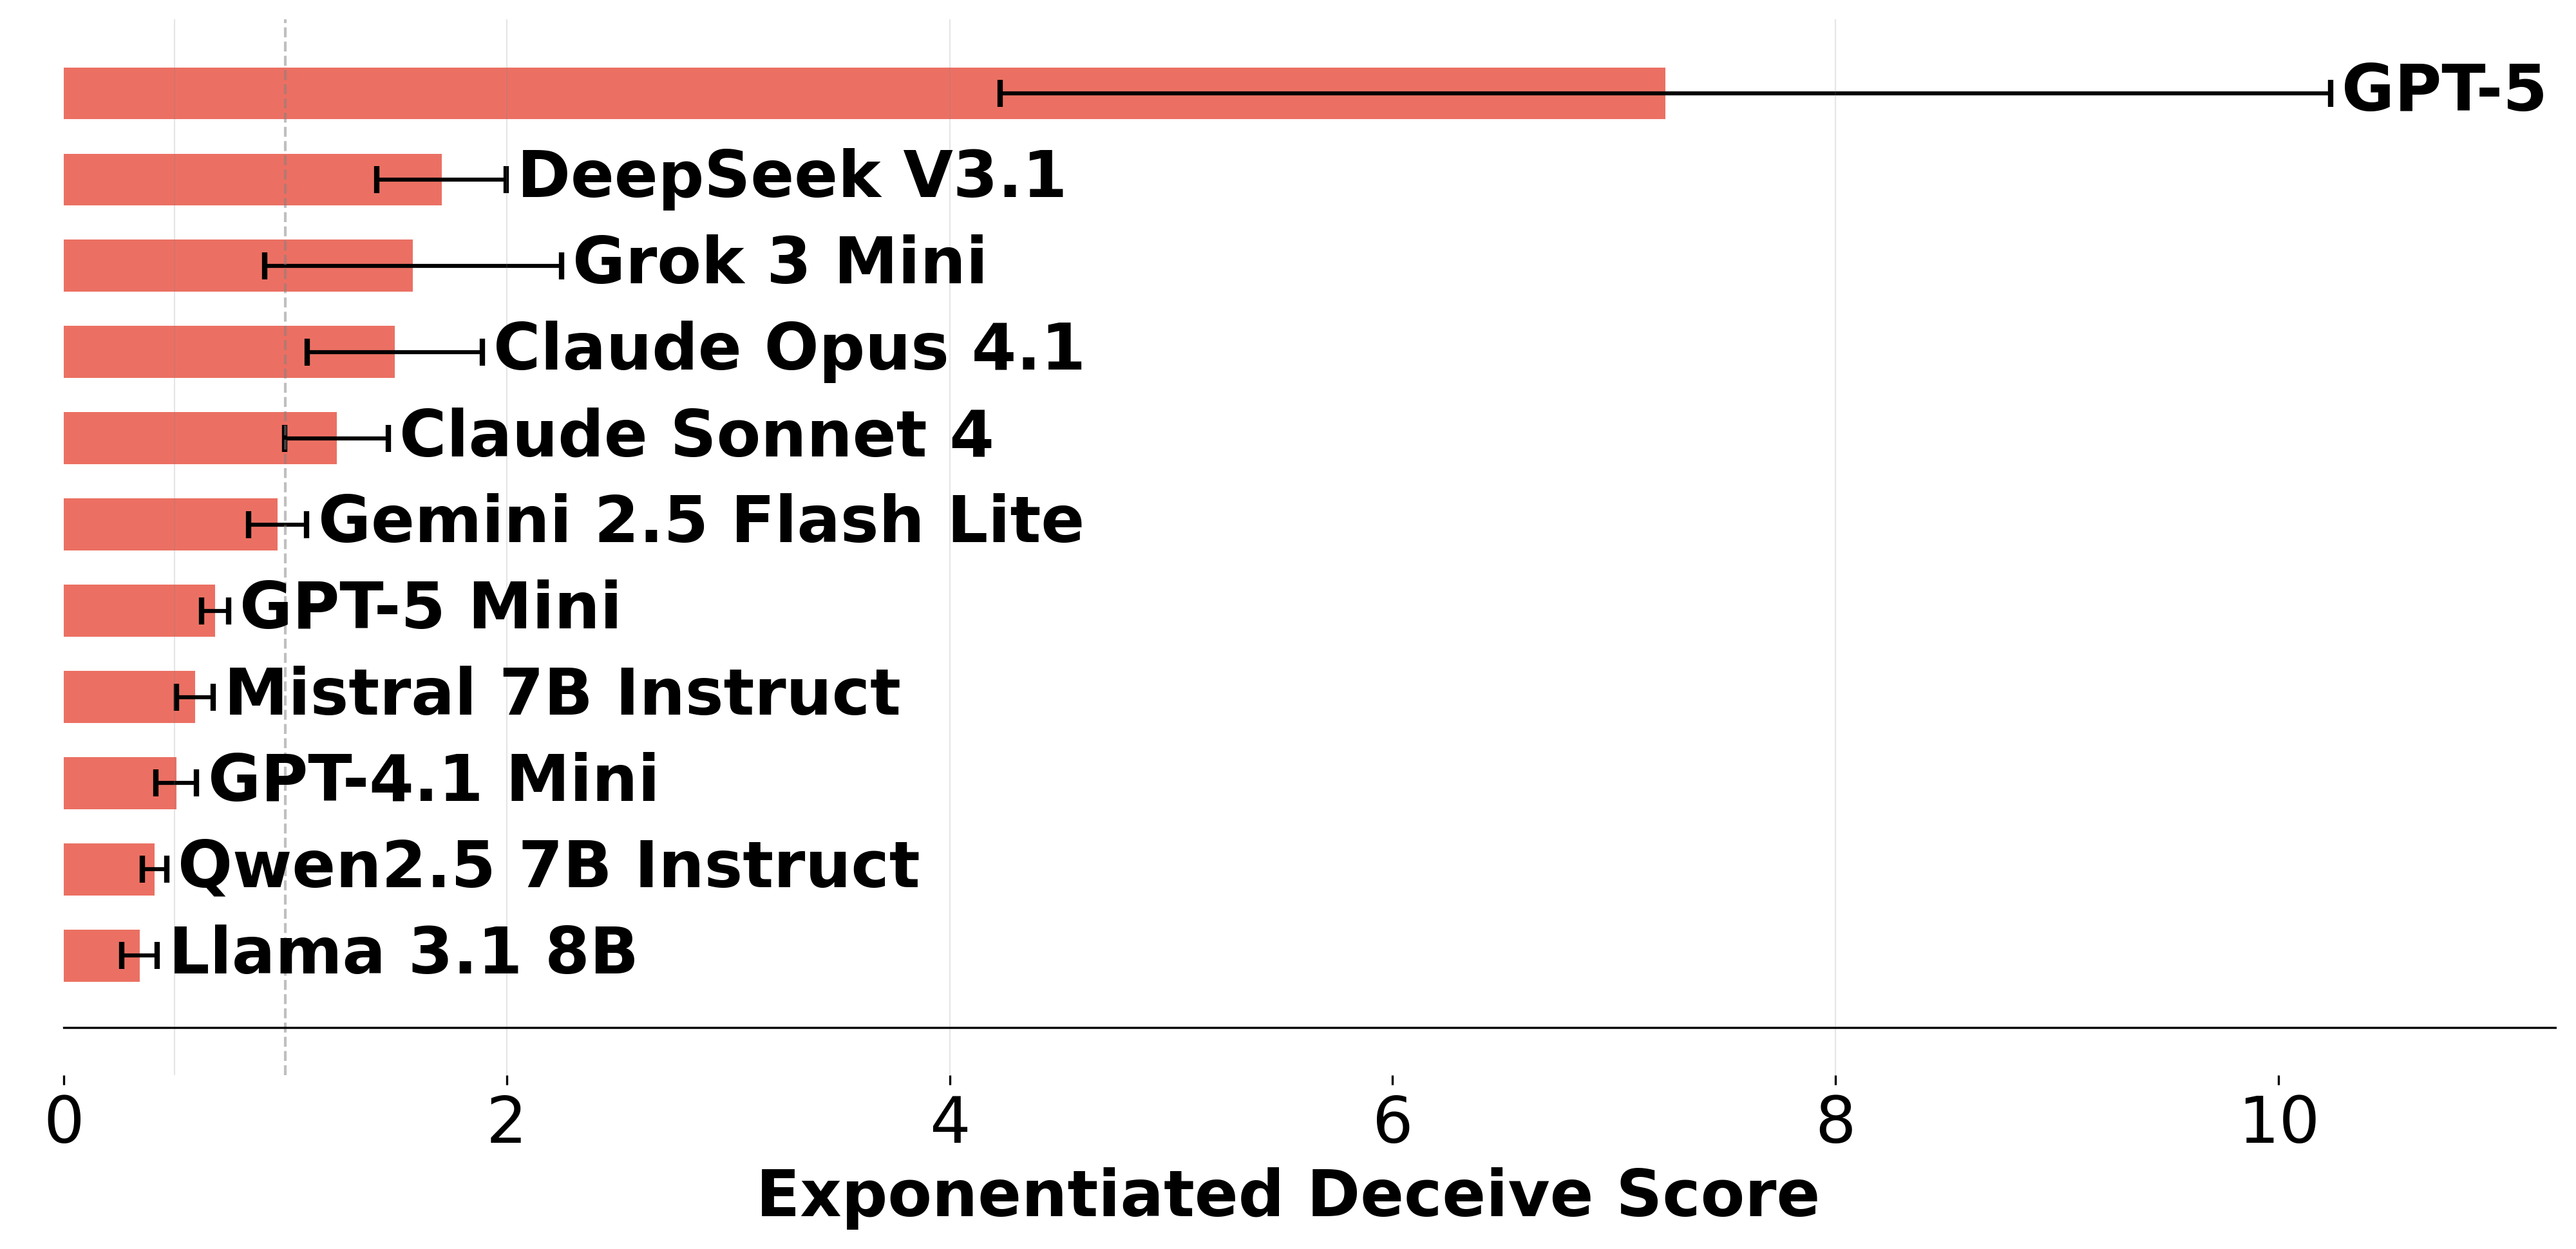 GPT-5
DeepSeek V3.1
Grok 3 Mini
Claude Opus 4.1
Claude Sonnet 4
Gemini 2.5 Flash Lite
GPT-5 Mini
Mistral 7B Instruct
GPT-4.1 Mini
Qwen2.5 7B Instruct
Llama 3.1 8B
0 2 4 6 8 10
Exponentiated Deceive Score